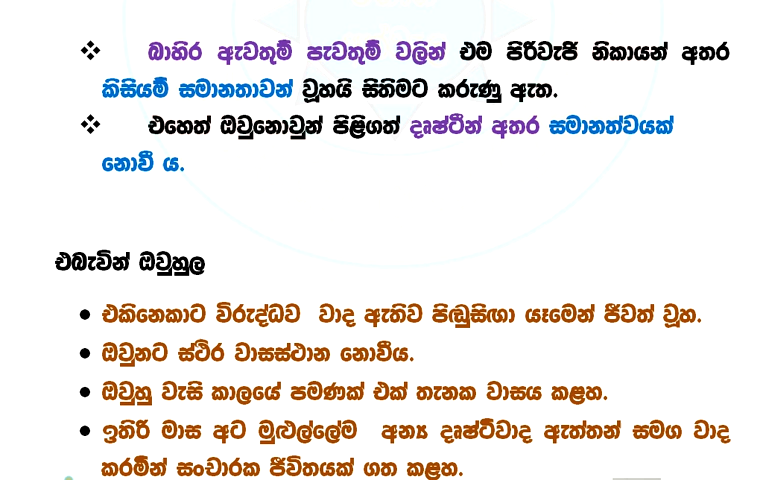 ❖ බාහිර ඇවතුම් පැවතුම් වලින් එම පිරිවැජි නිකායන් අතර
කිසියම් සමානතාවන් වූහයි සිතිමට කරුණු ඇත.
❖ එහෙත් ඔවුනොවුන් පිළිගත් දෘෂ්ටීන් අතර සමානත්වයක්
නොවී ය.
එබැවින් ඔවුහුල
• එකිනෙකාට විරුද්ධව වාද ඇතිව පිඬුසිඟා යෑමෙන් ජීවත් වූහ.
• ඔවුනට ස්ථිර වාසස්ථාන නොවීය.
• ඔවුහු වැසි කාලයේ පමණක් එක් තැනක වාසය කළහ.
• ඉතිරි මාස අට මුළුල්ලේම අන්‍ය දෘෂ්ටිවාද ඇත්තන් සමග වාද
කරමින් සංචාරක ජීවිතයක් ගත කළහ.